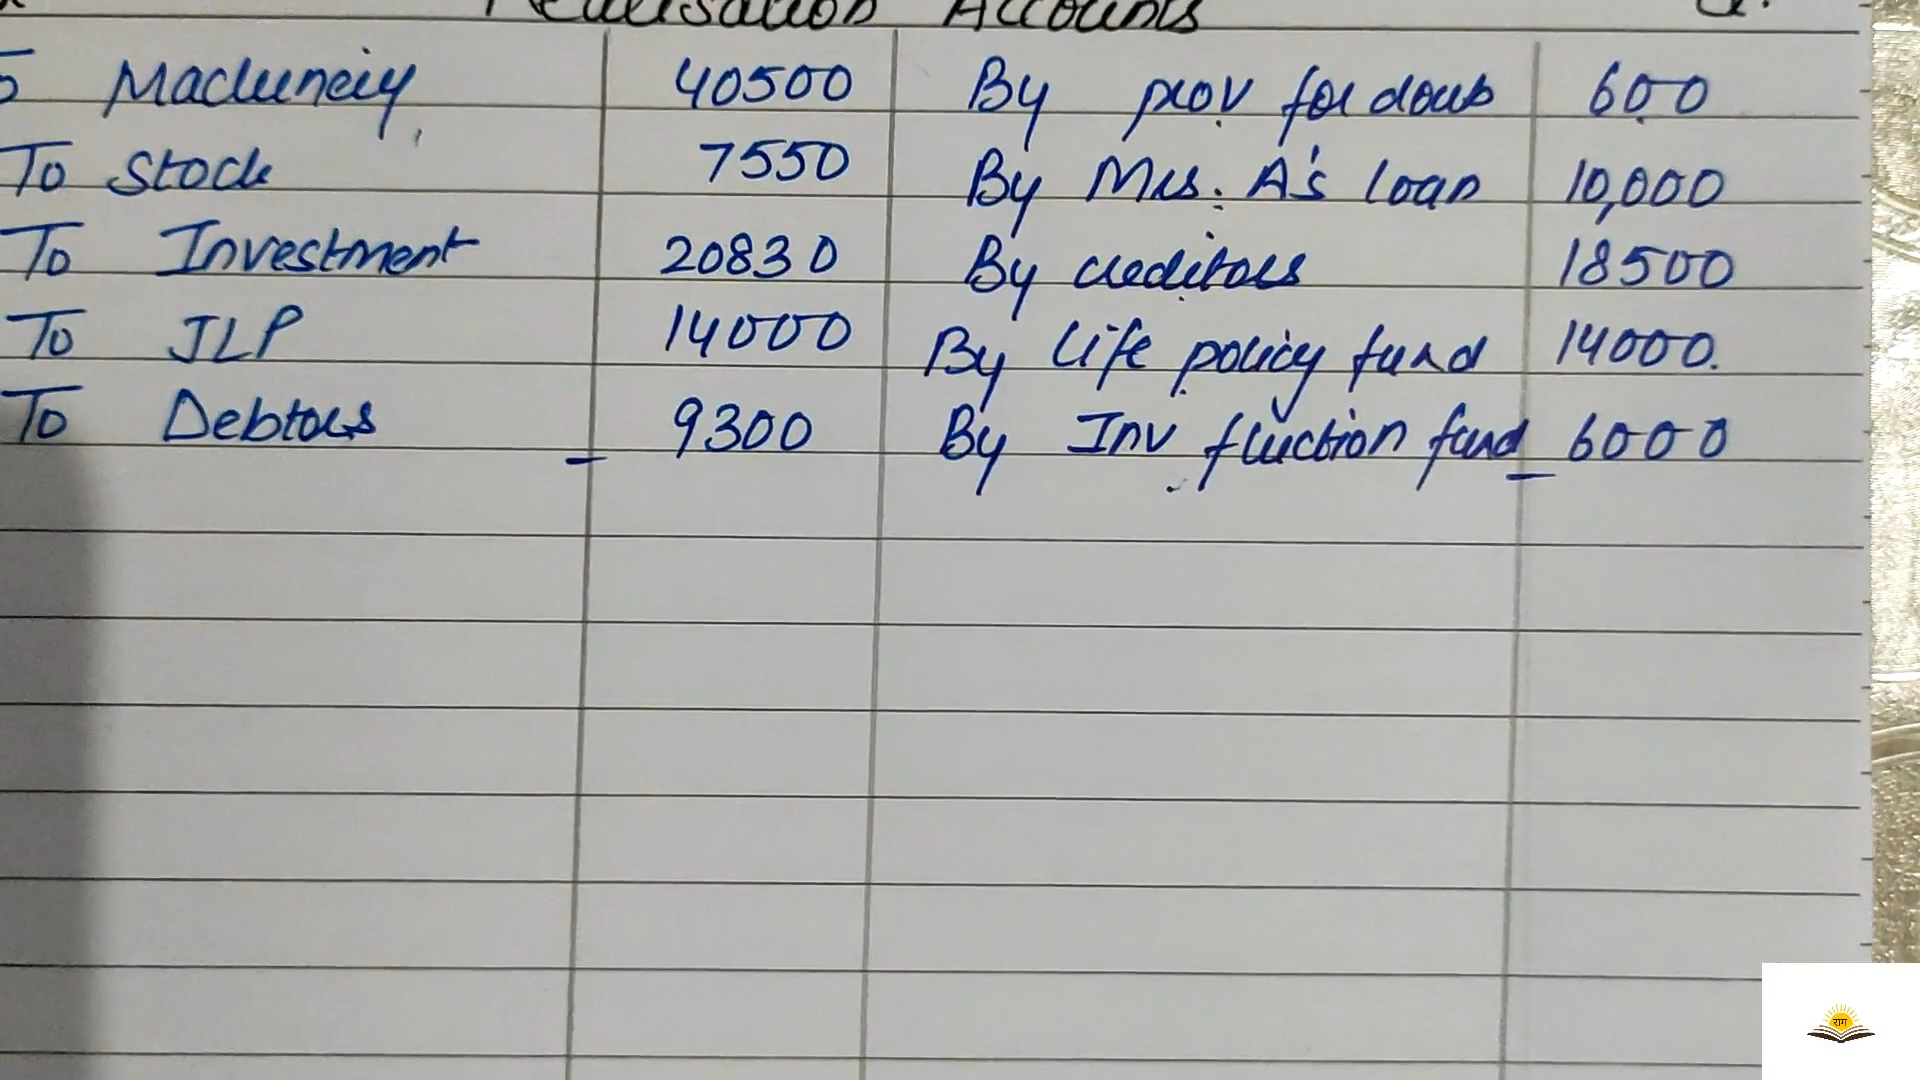 Realisation Accounts Cr.
To Machinery 40500 By prov for doub 600
To Stock 7550 By Mrs. A's loan 10,000
To Investment 20830 By creditors 18500
To JLP 14000 By life policy fund 14000.
To Debtors 9300 By Inv fluction fund 6000
राग